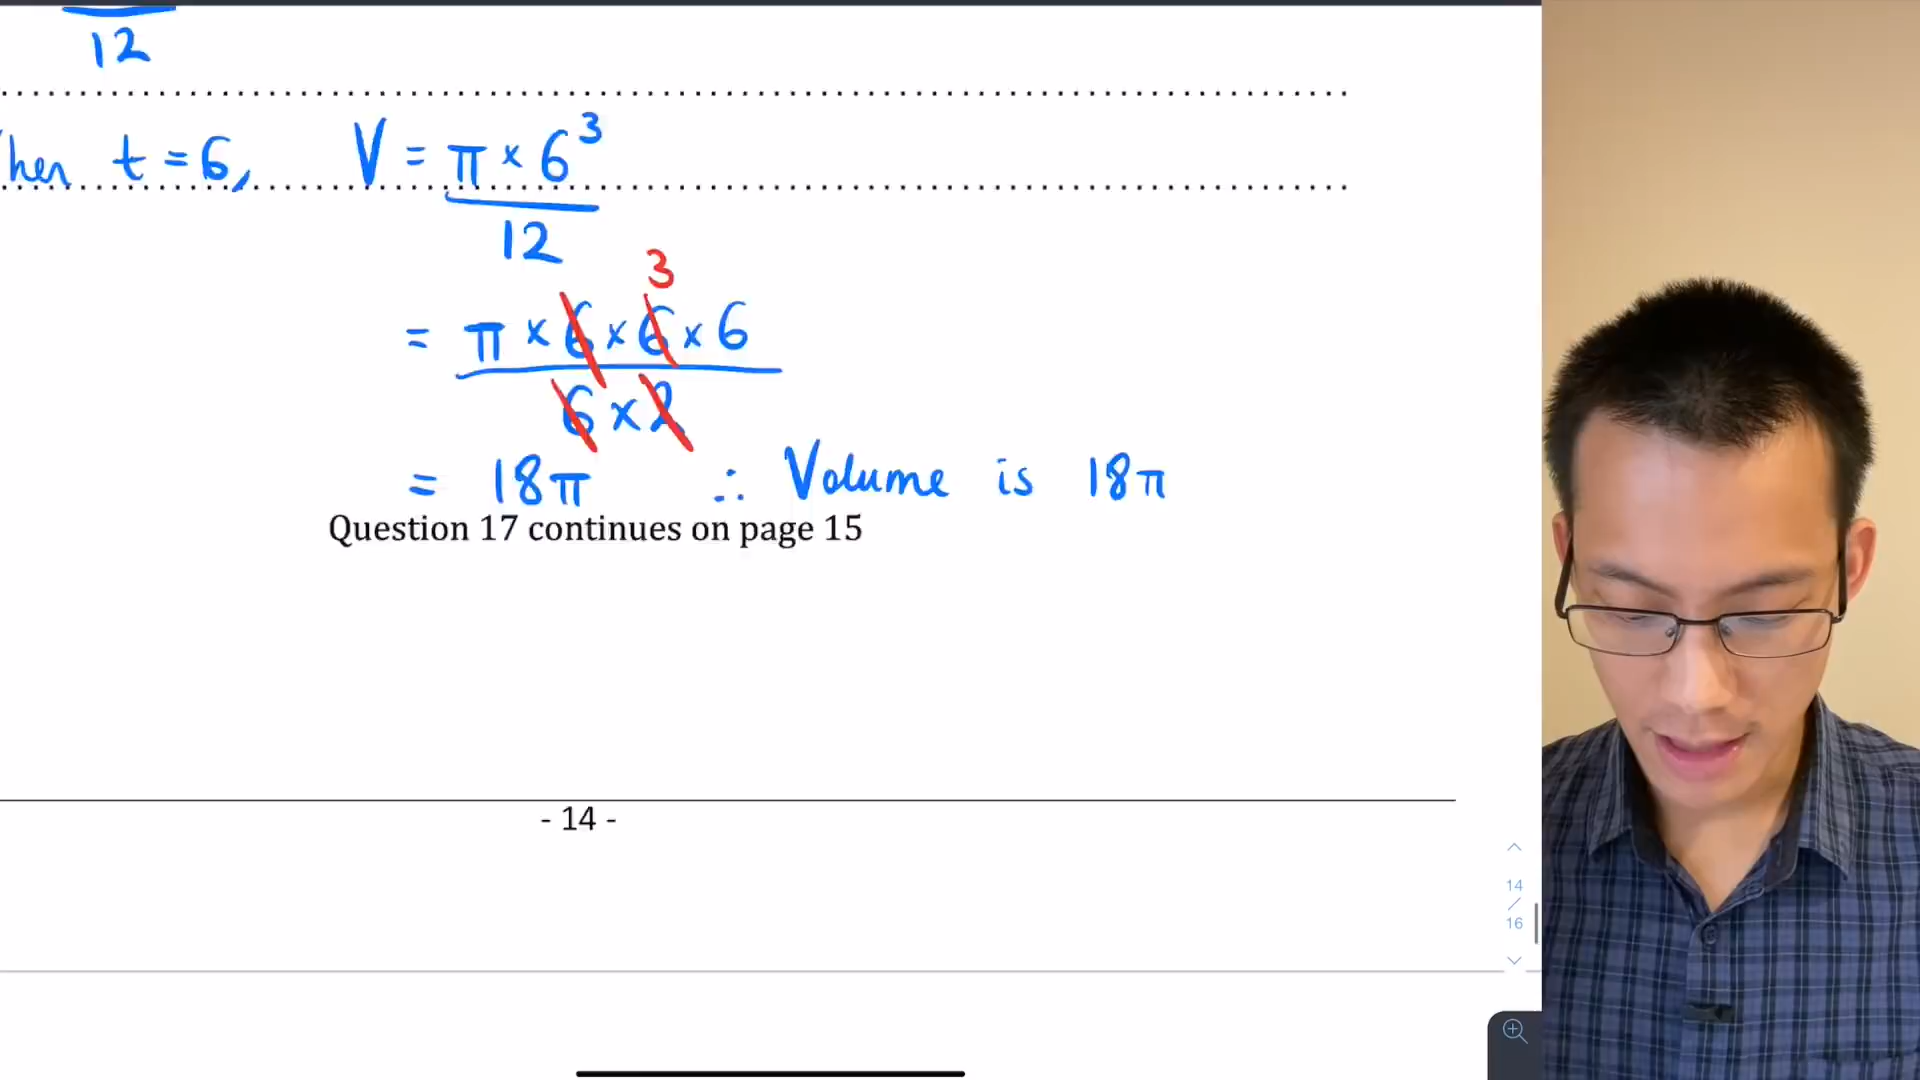 12
hen t = 6, V = π × 6³
12
3
= π × 6 × 6 × 6
6 × 2
= 18π ∴ Volume is 18π
Question 17 continues on page 15
- 14 -
14
/
16